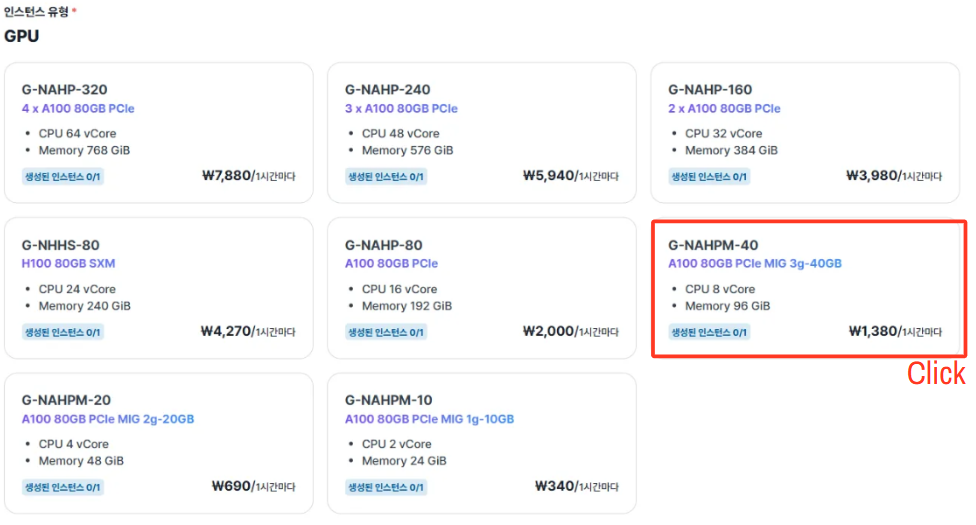 인스턴스 유형 *
GPU
G-NAHP-320
4 x A100 80GB PCIe
• CPU 64 vCore
• Memory 768 GiB
생성된 인스턴스 0/1
₩7,880/1시간마다
G-NAHP-240
3 x A100 80GB PCIe
• CPU 48 vCore
• Memory 576 GiB
생성된 인스턴스 0/1
₩5,940/1시간마다
G-NAHP-160
2 x A100 80GB PCIe
• CPU 32 vCore
• Memory 384 GiB
생성된 인스턴스 0/1
₩3,980/1시간마다
G-NHHS-80
H100 80GB SXM
• CPU 24 vCore
• Memory 240 GiB
생성된 인스턴스 0/1
₩4,270/1시간마다
G-NAHP-80
A100 80GB PCIe
• CPU 16 vCore
• Memory 192 GiB
생성된 인스턴스 0/1
₩2,000/1시간마다
G-NAHPM-40
A100 80GB PCIe MIG 3g-40GB
• CPU 8 vCore
• Memory 96 GiB
생성된 인스턴스 0/1
₩1,380/1시간마다
Click
G-NAHPM-20
A100 80GB PCIe MIG 2g-20GB
• CPU 4 vCore
• Memory 48 GiB
생성된 인스턴스 0/1
₩690/1시간마다
G-NAHPM-10
A100 80GB PCIe MIG 1g-10GB
• CPU 2 vCore
• Memory 24 GiB
생성된 인스턴스 0/1
₩340/1시간마다